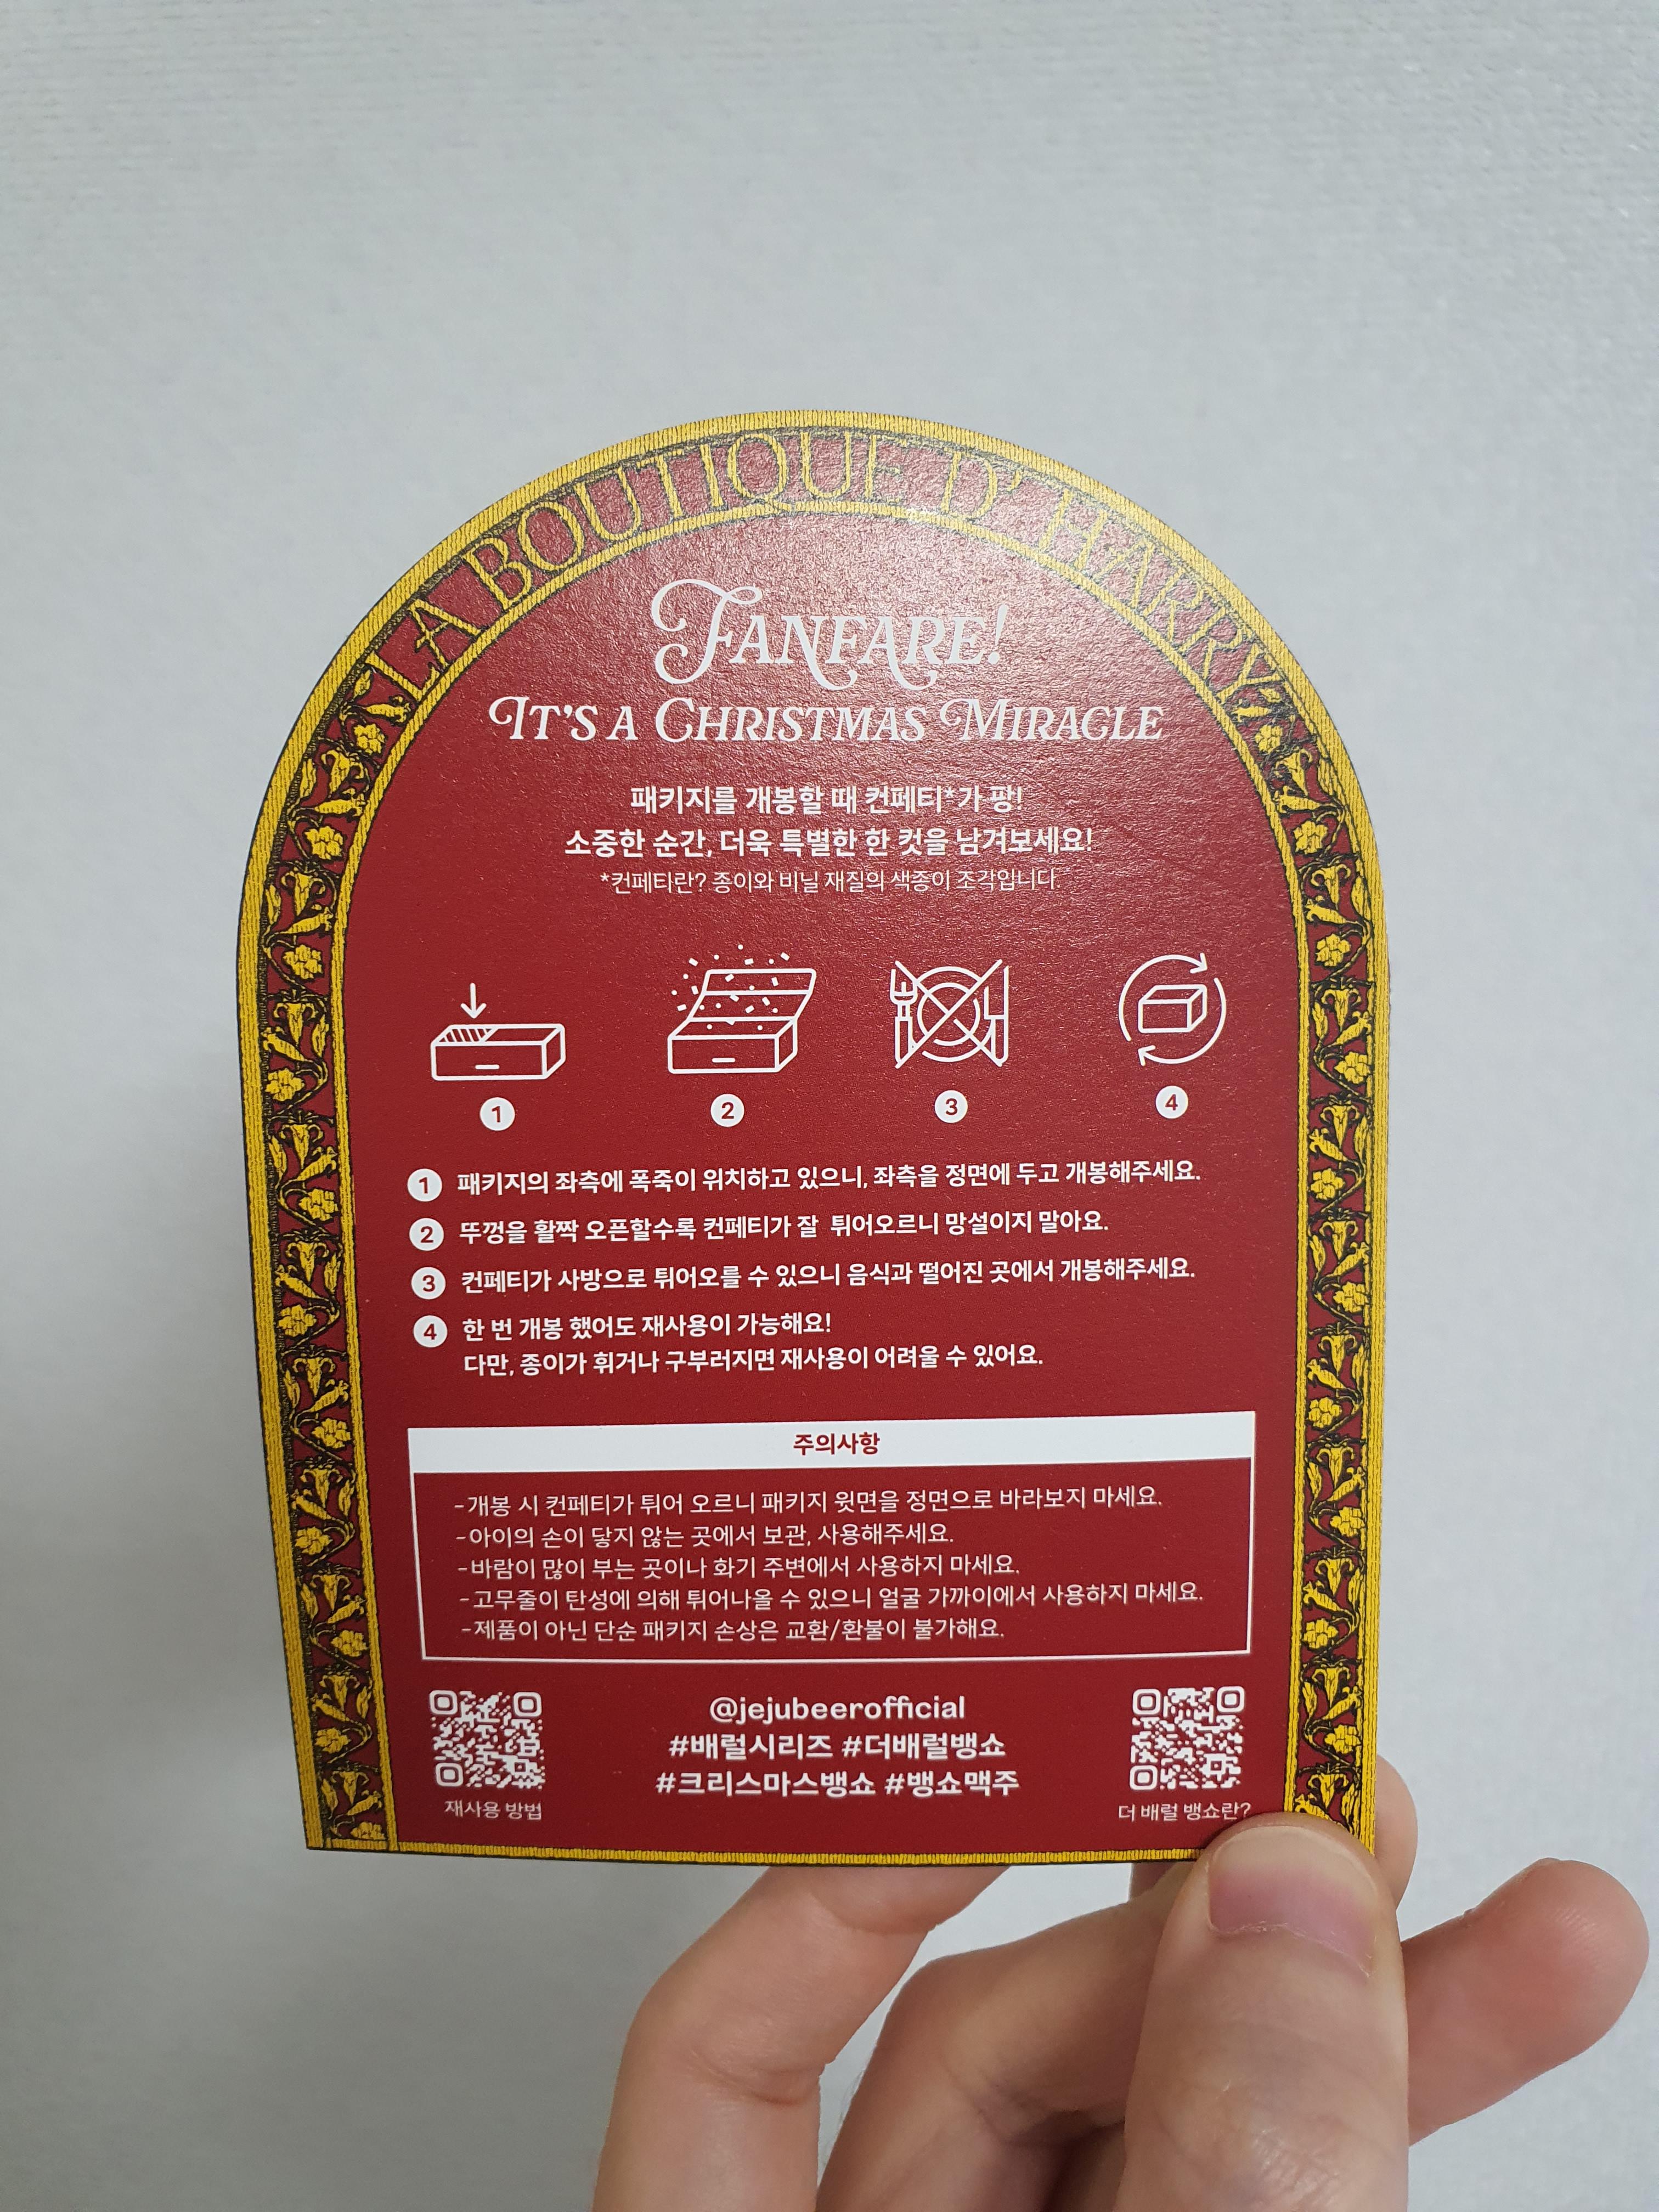 LA BOUTIQUE D' HARRY
FANFARE!
IT'S A CHRISTMAS MIRACLE
패키지를 개봉할 때 컨페티*가 팡!
소중한 순간, 더욱 특별한 한 컷을 남겨보세요!
*컨페티란? 종이와 비닐 재질의 색종이 조각입니다.
1 2 3 4
1 패키지의 좌측에 폭죽이 위치하고 있으니, 좌측을 정면에 두고 개봉해주세요.
2 뚜껑을 활짝 오픈할수록 컨페티가 잘 튀어오르니 망설이지 말아요.
3 컨페티가 사방으로 튀어오를 수 있으니 음식과 떨어진 곳에서 개봉해주세요.
4 한 번 개봉 했어도 재사용이 가능해요!
다만, 종이가 휘거나 구부러지면 재사용이 어려울 수 있어요.
주의사항
-개봉 시 컨페티가 튀어 오르니 패키지 윗면을 정면으로 바라보지 마세요.
-아이의 손이 닿지 않는 곳에서 보관, 사용해주세요.
-바람이 많이 부는 곳이나 화기 주변에서 사용하지 마세요.
-고무줄이 탄성에 의해 튀어나올 수 있으니 얼굴 가까이에서 사용하지 마세요.
-제품이 아닌 단순 패키지 손상은 교환/환불이 불가해요.
@jejubeerofficial
#배럴시리즈 #더배럴뱅쇼
#크리스마스뱅쇼 #뱅쇼맥주
재사용 방법
더 배럴 뱅쇼란?